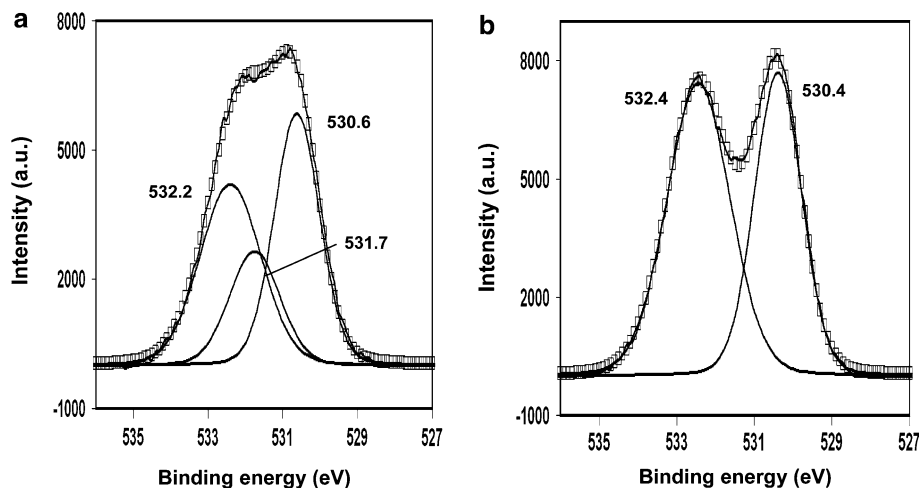 a
8000
5000
2000
-1000
Intensity (a.u.)
530.6
532.2
531.7
535 533 531 529 527
Binding energy (eV)
b
8000
5000
2000
-1000
Intensity (a.u.)
532.4
530.4
535 533 531 529 527
Binding energy (eV)